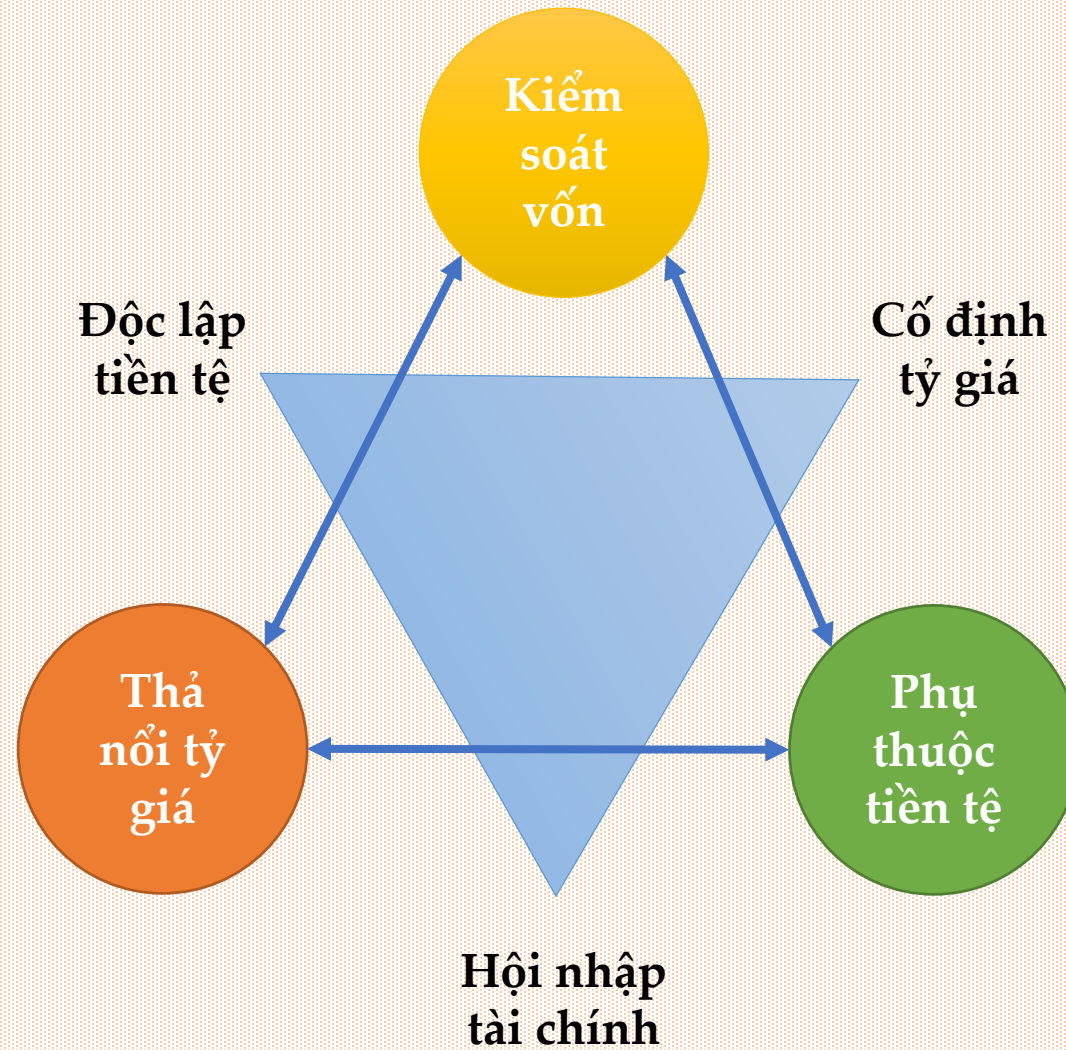 Kiểm
soát
vốn
Độc lập
tiền tệ
Cố định
tỷ giá
Thả
nổi tỷ
giá
Phụ
thuộc
tiền tệ
Hội nhập
tài chính